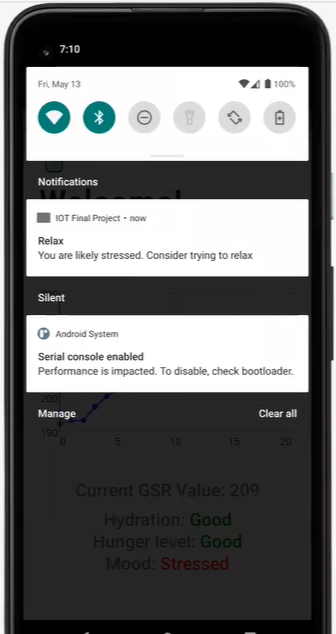 7:10
Fri, May 13
100%
Notifications
IOT Final Project • now
Relax
You are likely stressed. Consider trying to relax
Silent
Android System
Serial console enabled
Performance is impacted. To disable, check bootloader.
Manage
Clear all
Welcome!
200
190
0 5 10 15 20
Current GSR Value: 209
Hydration: Good
Hunger level: Good
Mood: Stressed